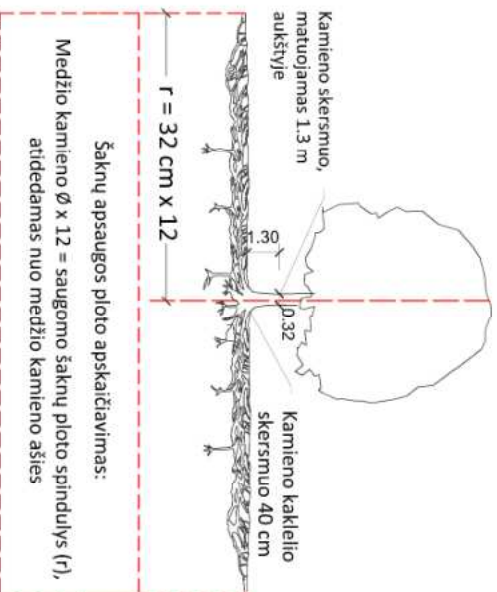 Kamieno skersmuo,
matuojamas 1.3 m
aukštyje
1.30
0.32
Kamieno kaklelio
skersmuo 40 cm
r = 32 cm x 12
Šaknų apsaugos ploto apskaičiavimas:
Medžio kamieno Ø x 12 = saugomo šaknų ploto spindulys (r),
atidedamas nuo medžio kamieno ašies